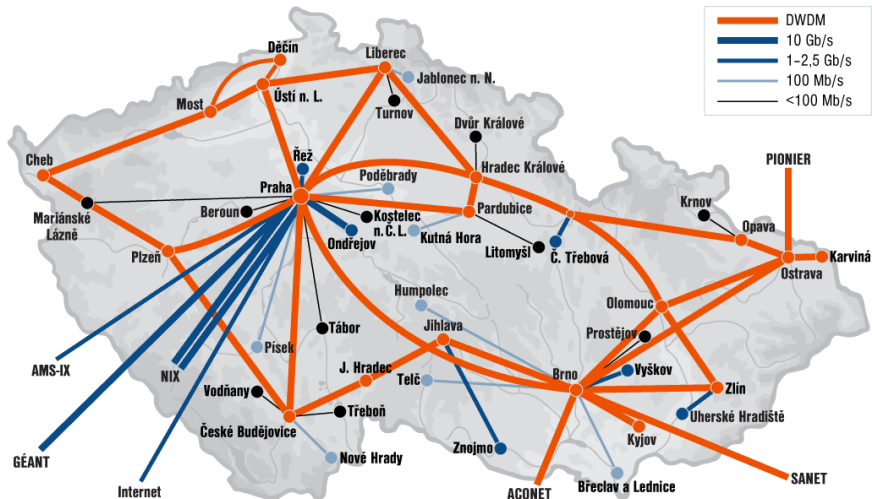 DWDM
10 Gb/s
1–2,5 Gb/s
100 Mb/s
<100 Mb/s
Děčín
Liberec
Jablonec n. N.
Ústí n. L.
Most
Turnov
Dvůr Králové
Cheb
Řež
Hradec Králové
PIONIER
Poděbrady
Praha
Mariánské
Lázně
Beroun
Kostelec
n. Č. L.
Pardubice
Krnov
Opava
Ondřejov
Kutná Hora
Litomyšl
Č. Třebová
Karviná
Ostrava
Plzeň
Humpolec
Olomouc
Tábor
Jihlava
Prostějov
Písek
AMS-IX
NIX
J. Hradec
Telč
Brno
Vyškov
Zlín
Vodňany
Třeboň
Uherské Hradiště
České Budějovice
Kyjov
GÉANT
Nové Hrady
Znojmo
Internet
Břeclav a Lednice
SANET
ACONET